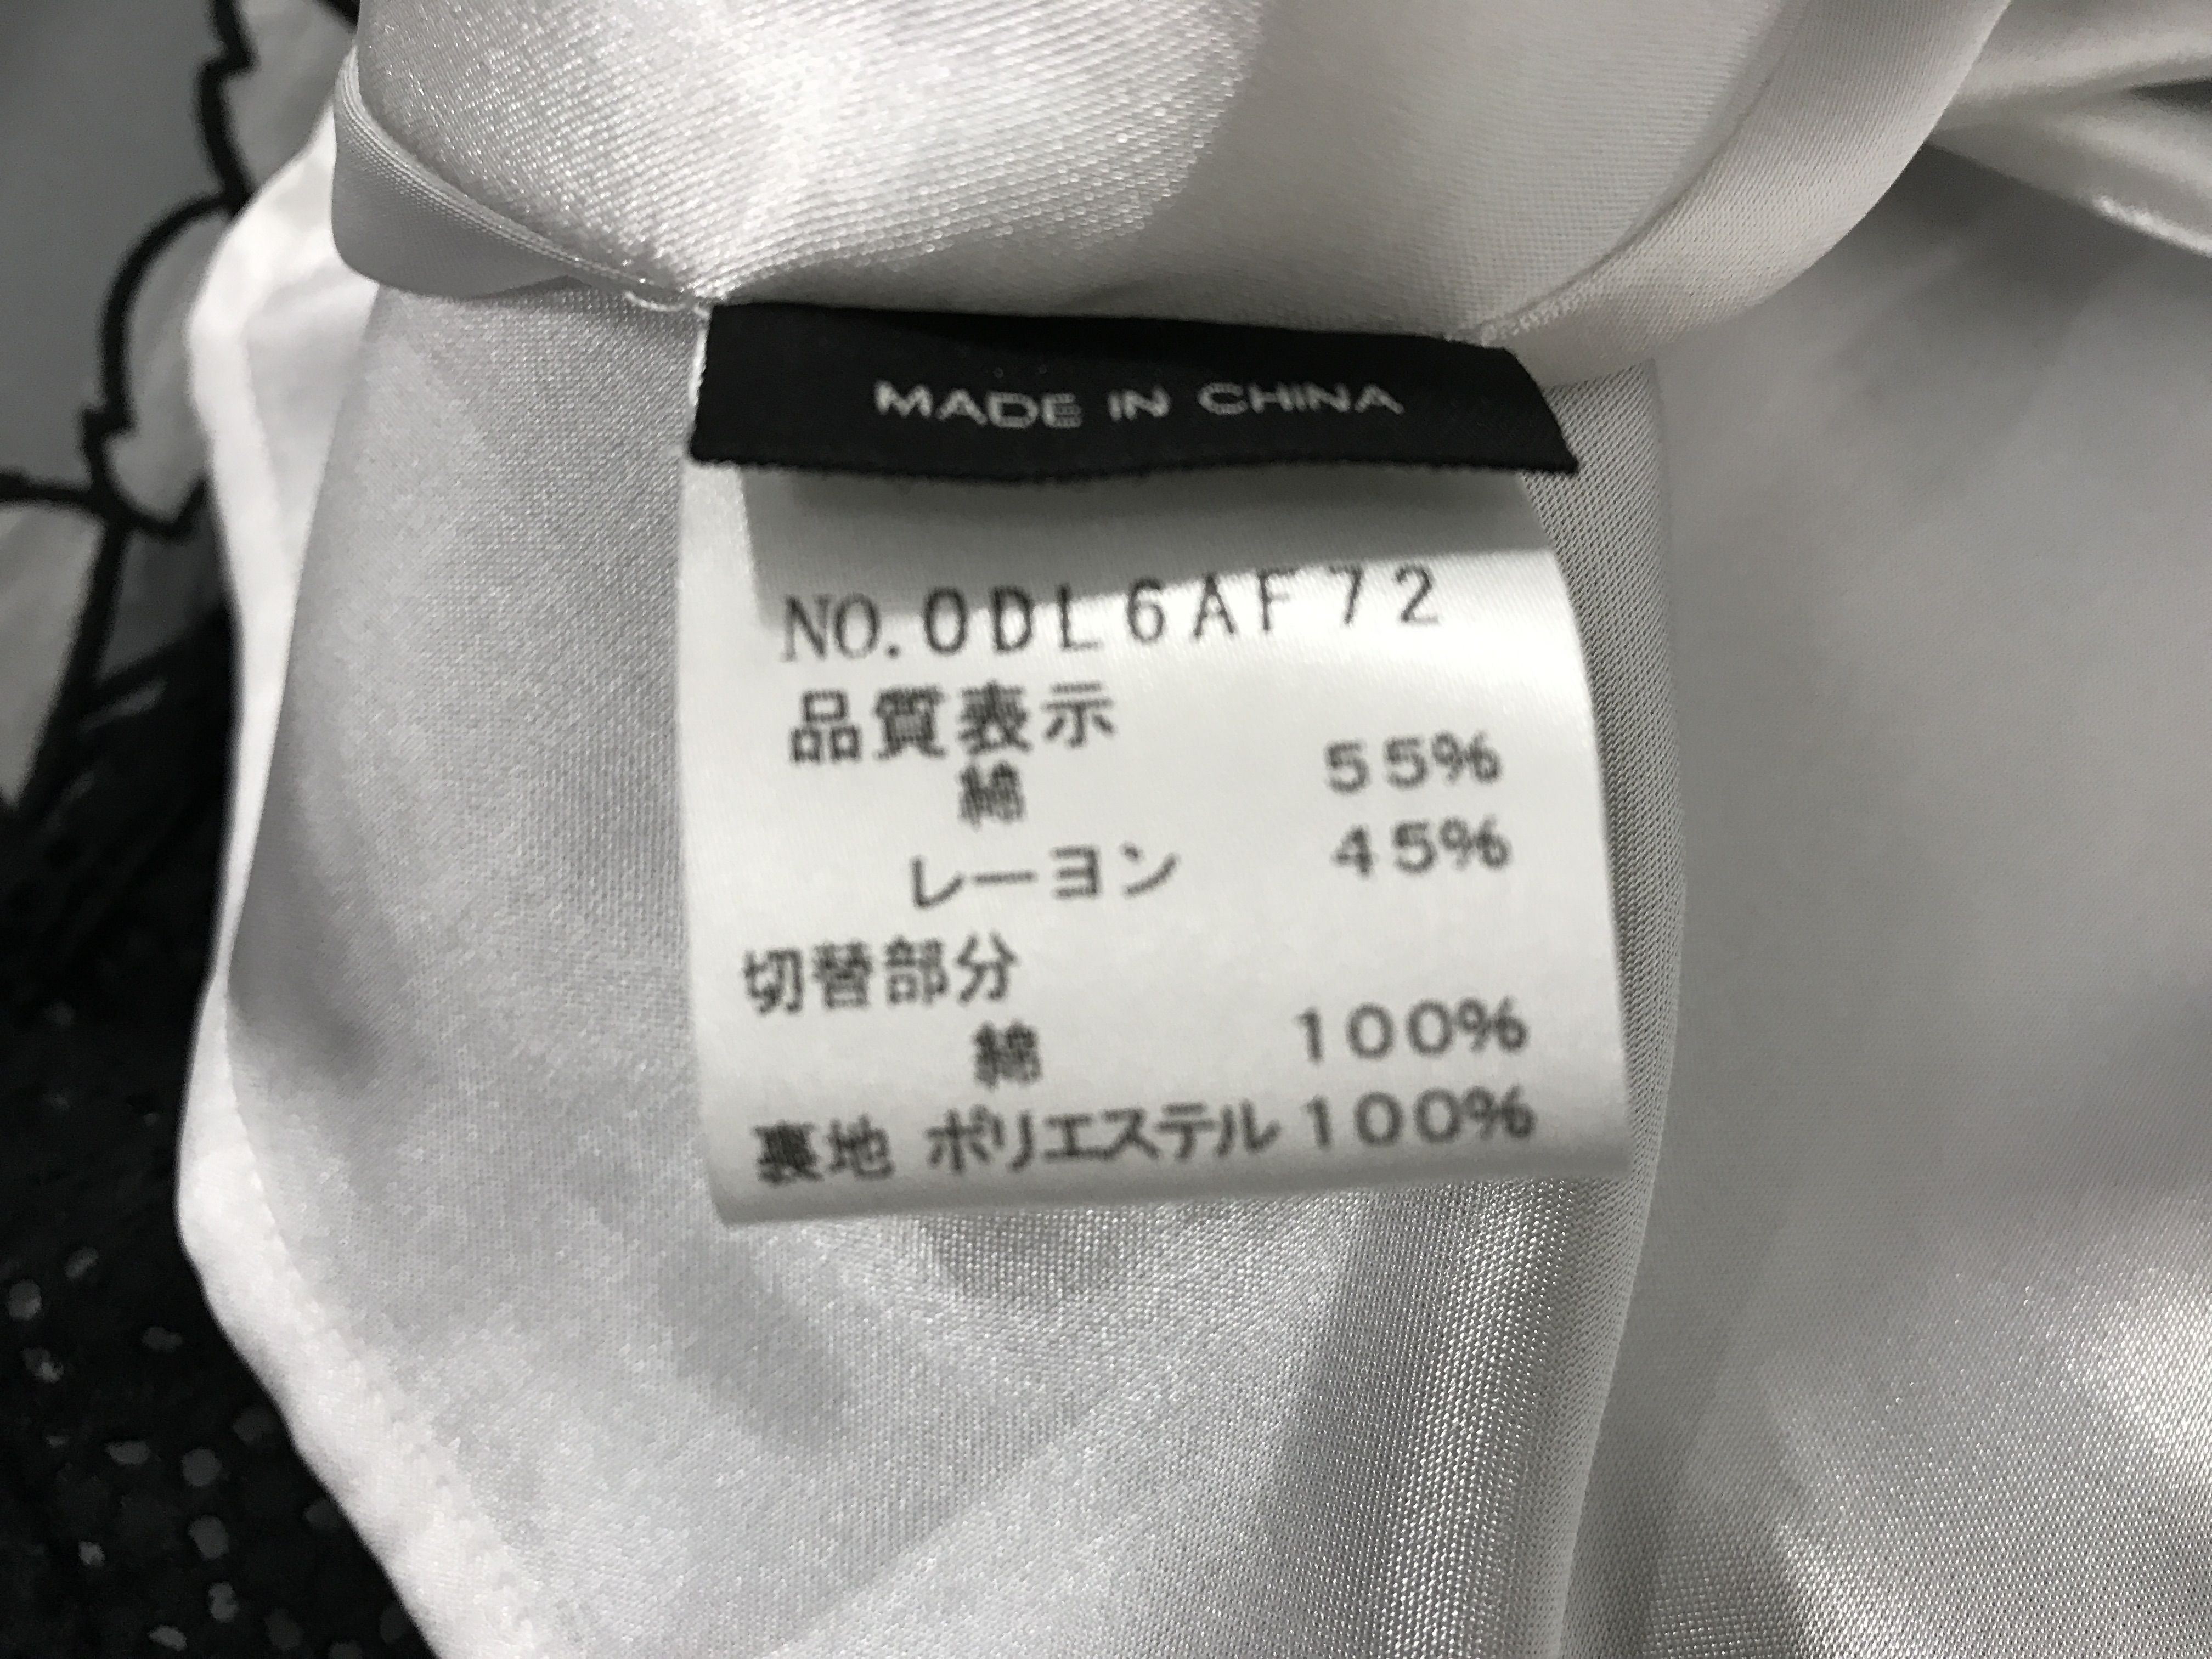 MADE IN CHINA
NO.0DL6AF72
品質表示
綿 55%
レーヨン 45%
切替部分
綿 100%
裏地 ポリエステル 100%